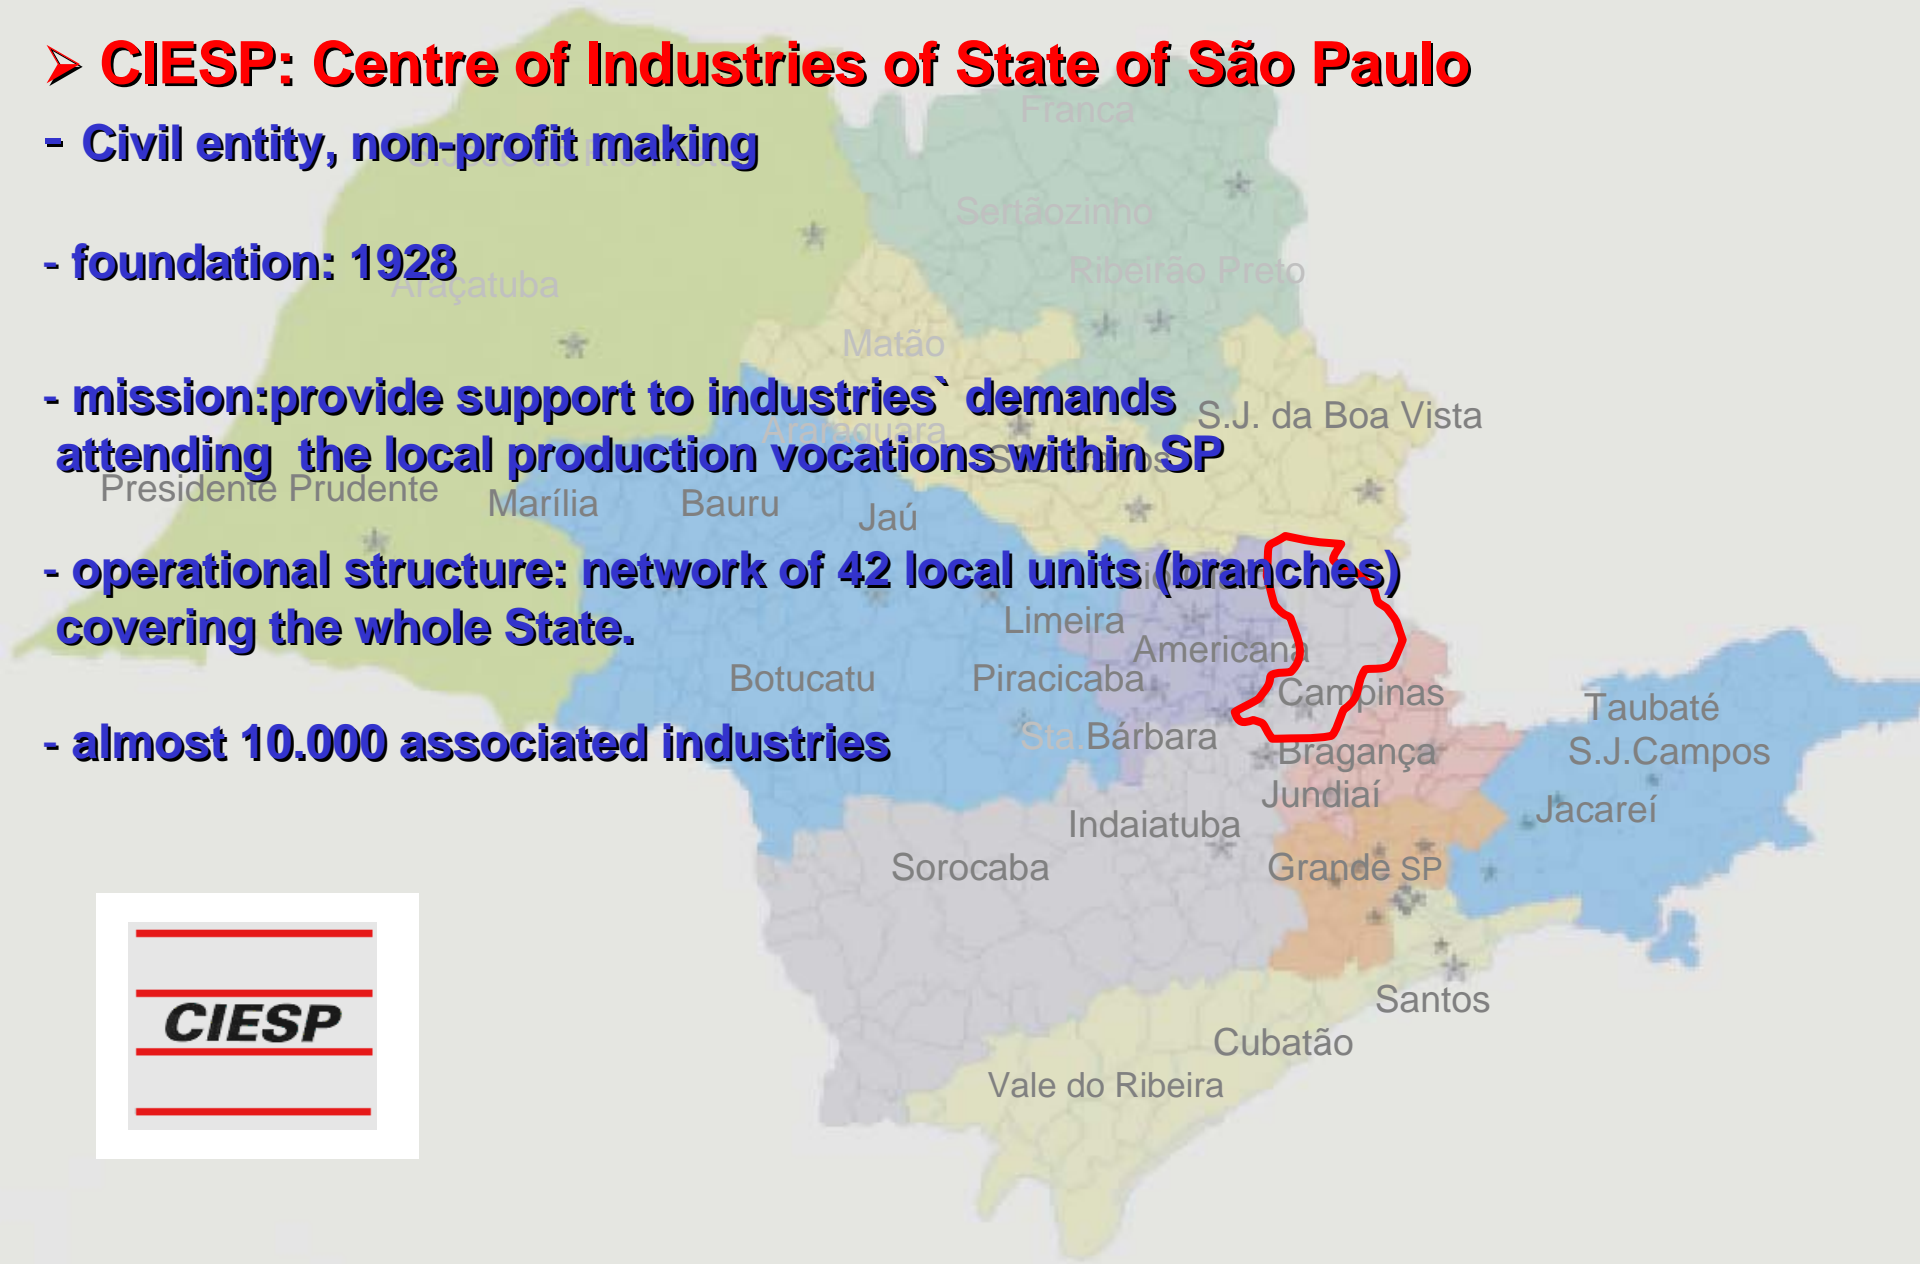 ➢ CIESP: Centre of Industries of State of São Paulo
Franca
- Civil entity, non-profit making
Sertãozinho
- foundation: 1928
Ribeirão Preto
Araçatuba
Matão
- mission:provide support to industries` demands
S.J. da Boa Vista
Araraquara
attending the local production vocations within SP
Presidente Prudente
Marília
Bauru
Jaú
- operational structure: network of 42 local units (branches)
covering the whole State.
Limeira
Americana
Botucatu
Piracicaba
Campinas
Taubaté
- almost 10.000 associated industries
Sta.Bárbara
Bragança
S.J.Campos
Jundiaí
Jacareí
Indaiatuba
Sorocaba
Grande SP
Santos
CIESP
Cubatão
Vale do Ribeira